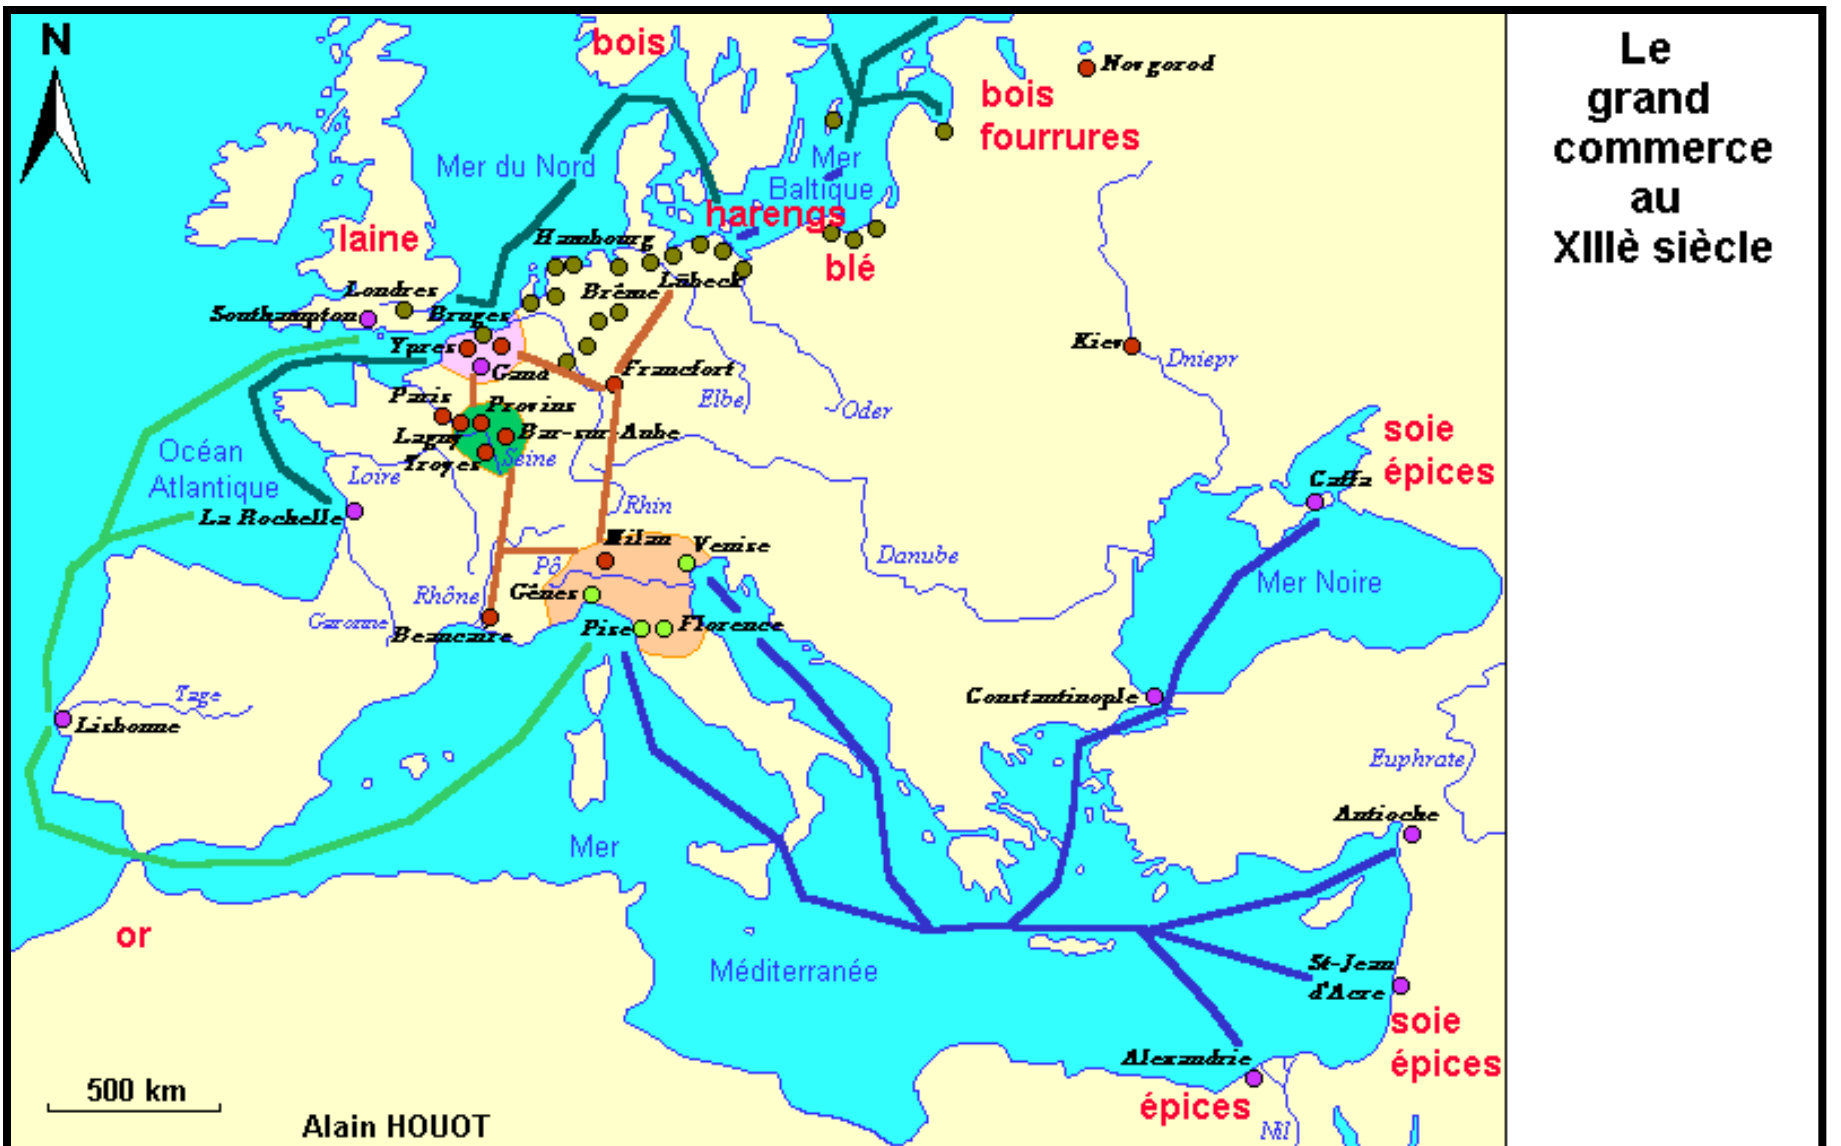 N
bois
Novgorod
bois
fourrures
Mer du Nord
Mer
Baltique
harengs
laine
Hambourg
blé
Lübeck
Brême
Londres
Southampton
Bruges
Ypres
Gand
Francfort
Kiev
Dniepr
Elbe
Oder
Paris
Provins
Lagny
Bar-sur-Aube
Troyes
Seine
Océan
Atlantique
Loire
La Rochelle
Rhin
soie
épices
Caffa
Milan
Venise
Danube
Pô
Mer Noire
Rhône
Gênes
Garonne
Beaucaire
Pise
Florence
Tage
Lisbonne
Constantinople
Euphrate
Antioche
Mer
Méditerranée
or
St-Jean
d'Acre
soie
épices
Alexandrie
épices
Nil
500 km
Alain HOUOT
Le
grand
commerce
au
XIIIè siècle